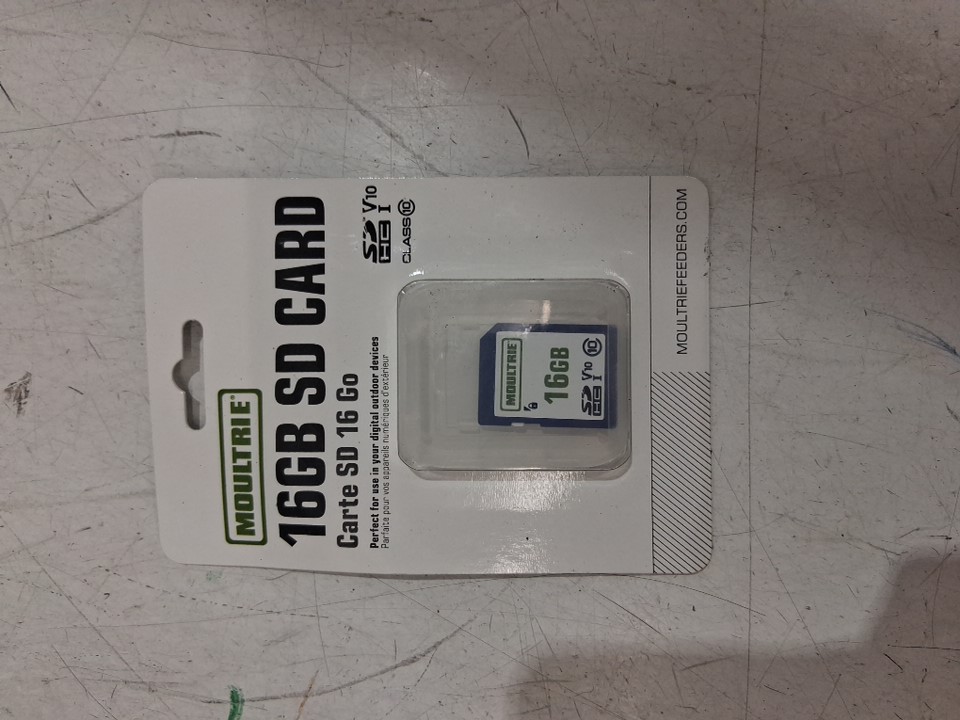 MOULTRIE®
16GB SD CARD
Carte SD 16 Go
Perfect for use in your digital outdoor devices
Parfaite pour vos appareils numériques d'extérieur
SD HC I V10
CLASS 10
MOULTRIE
16GB
SD HC I V10 10
MOULTRIEFEEDERS.COM